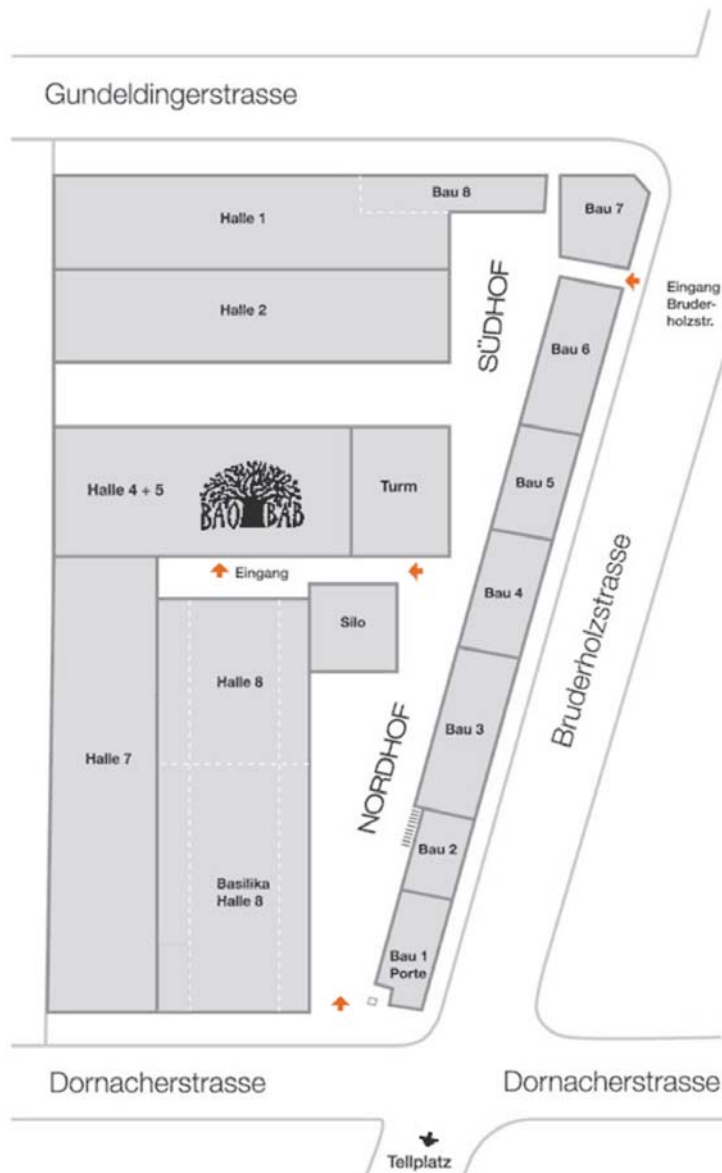 Gundeldingerstrasse
Bau 8
Bau 7
Halle 1
Eingang
Bruder-
holzstr.
SÜDHOF
Halle 2
Bau 6
Halle 4 + 5
BAOBAB
Turm
Bau 5
Eingang
Bau 4
Silo
Bruderholzstrasse
Halle 8
Bau 3
Halle 7
NORDHOF
Bau 2
Basilika
Halle 8
Bau 1
Porte
Dornacherstrasse
Dornacherstrasse
Tellplatz